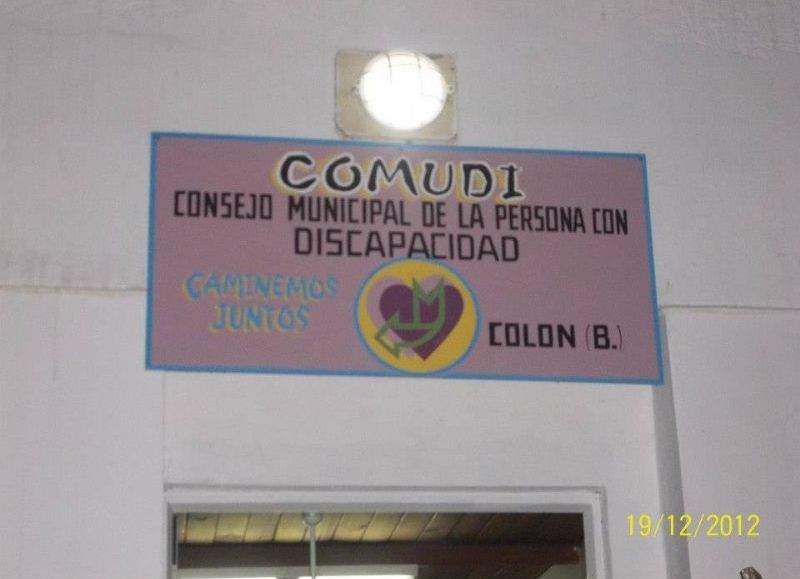 COMUDI
CONSEJO MUNICIPAL DE LA PERSONA CON
DISCAPACIDAD
CAMINEMOS
JUNTOS
COLON (B.)
19/12/2012